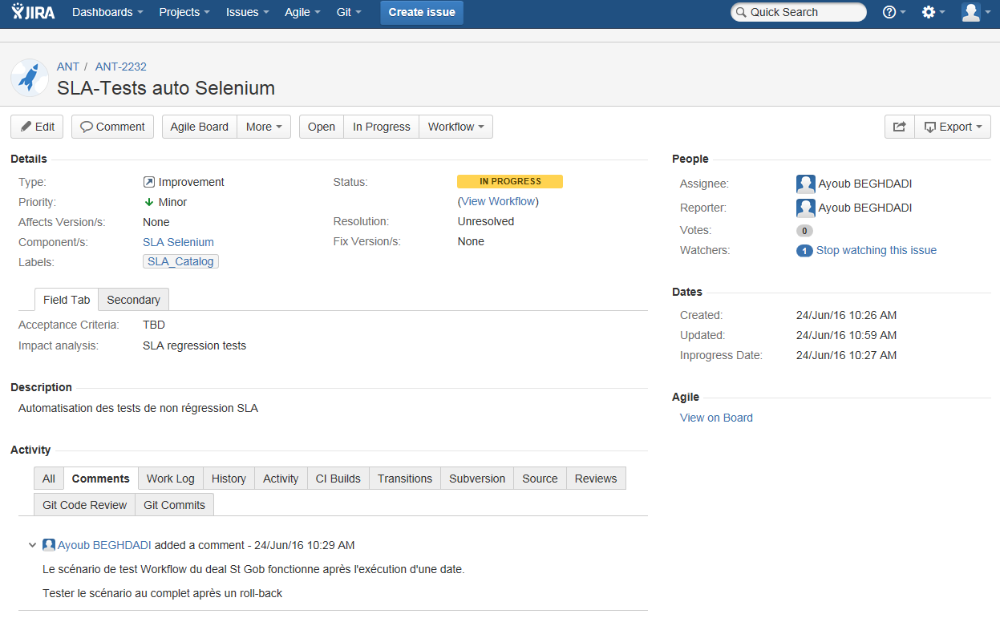 JIRA Dashboards Projects Issues Agile Git Create issue Quick Search
ANT / ANT-2232
SLA-Tests auto Selenium
Edit Comment Agile Board More Open In Progress Workflow Export
Details
Type: Improvement Status: IN PROGRESS
(View Workflow)
Priority: Minor
Affects Version/s: None Resolution: Unresolved
Component/s: SLA Selenium Fix Version/s: None
Labels: SLA_Catalog
Field Tab Secondary
Acceptance Criteria: TBD
Impact analysis: SLA regression tests
Description
Automatisation des tests de non régression SLA
Activity
All Comments Work Log History Activity CI Builds Transitions Subversion Source Reviews
Git Code Review Git Commits
Ayoub BEGHDADI added a comment - 24/Jun/16 10:29 AM
Le scénario de test Workflow du deal St Gob fonctionne après l'exécution d'une date.
Tester le scénario au complet après un roll-back
People
Assignee: Ayoub BEGHDADI
Reporter: Ayoub BEGHDADI
Votes: 0
Watchers: 1 Stop watching this issue
Dates
Created: 24/Jun/16 10:26 AM
Updated: 24/Jun/16 10:59 AM
Inprogress Date: 24/Jun/16 10:27 AM
Agile
View on Board